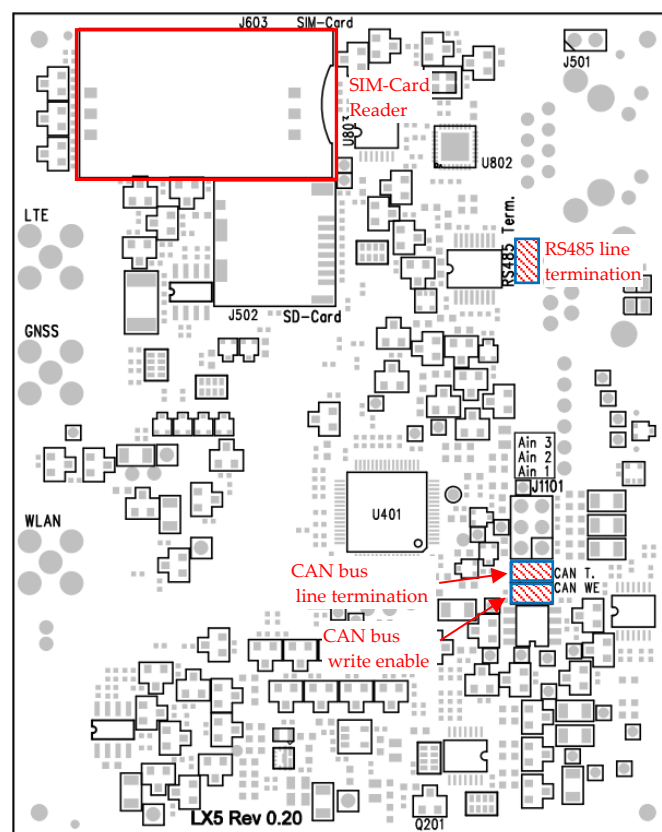 J603 SIM-Card
J501
SIM-Card
Reader
U803
U802
LTE
RS485 Term.
RS485 line
termination
J502
SD-Card
GNSS
Ain 3
Ain 2
Ain 1
J1101
U401
WLAN
CAN bus
line termination
CAN T.
CAN WE
CAN bus
write enable
LX5 Rev 0.20
Q201